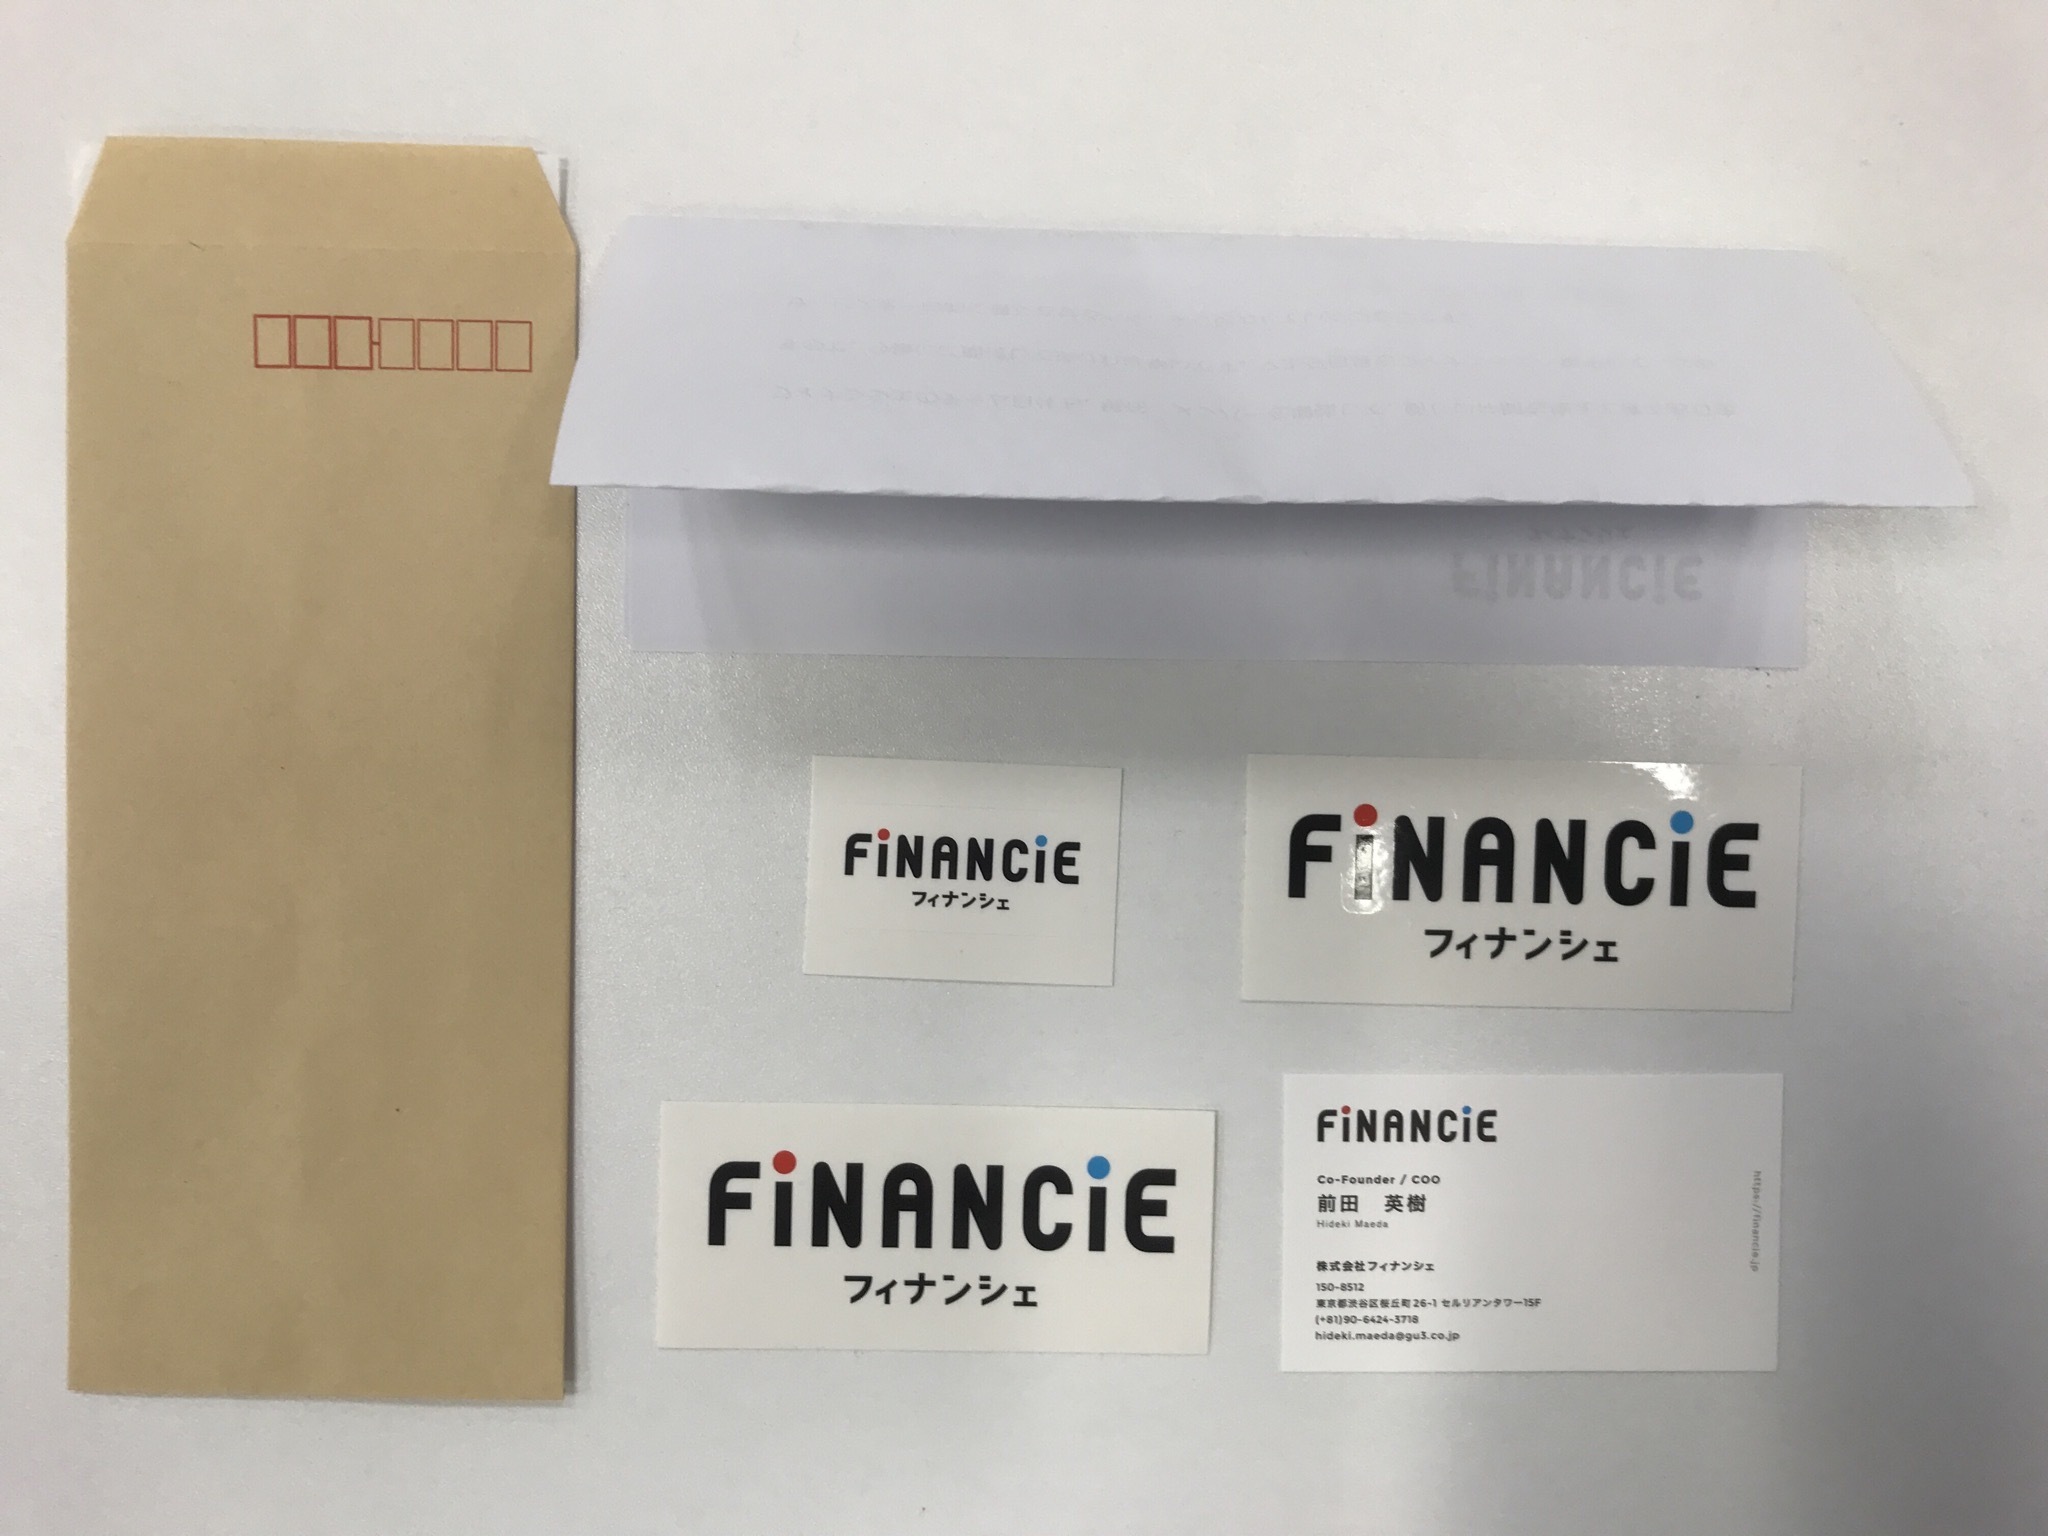 FiNANCiE
FiNANCiE
フィナンシェ
FiNANCiE
フィナンシェ
FiNANCiE
フィナンシェ
FiNANCiE
Co-Founder / COO
前田 英樹
Hideki Maeda
株式会社フィナンシェ
150-8512
東京都渋谷区桜丘町26-1 セルリアンタワー15F
(+81)90-6424-3718
hideki.maeda@gu3.co.jp
https://financie.jp